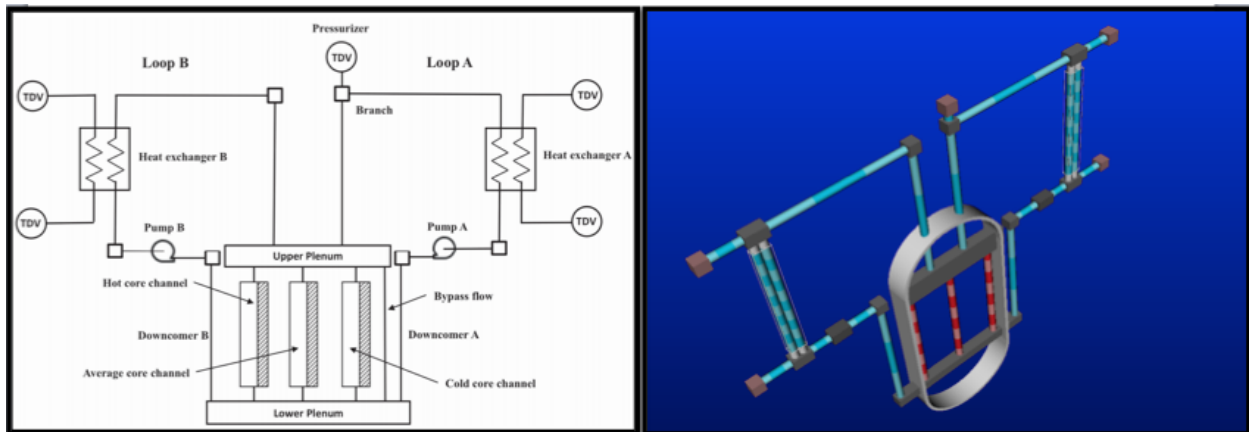 Pressurizer
TDV
Loop B
Loop A
TDV
TDV
Branch
Heat exchanger B
Heat exchanger A
TDV
TDV
Pump B
Pump A
Upper Plenum
Hot core channel
Bypass flow
Downcomer B
Downcomer A
Average core channel
Cold core channel
Lower Plenum